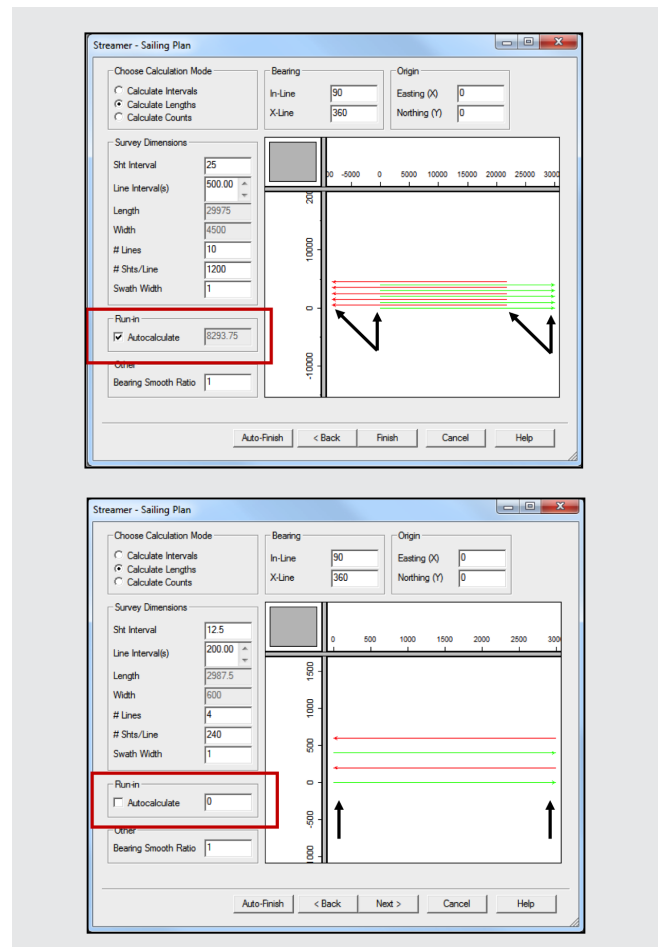 Streamer - Sailing Plan
Choose Calculation Mode
Calculate Intervals
Calculate Lengths
Calculate Counts
Bearing
In-Line 90
X-Line 360
Origin
Easting (X) 0
Northing (Y) 0
Survey Dimensions
Sht Interval 25
Line Interval(s) 500.00
Length 29975
Width 4500
# Lines 10
# Shts/Line 1200
Swath Width 1
Run-in
Autocalculate 8293.75
Other
Bearing Smooth Ratio 1
00 -5000 0 5000 10000 15000 20000 25000 3000
200
10000
0
-10000
Auto-Finish < Back Finish Cancel Help
Streamer - Sailing Plan
Choose Calculation Mode
Calculate Intervals
Calculate Lengths
Calculate Counts
Bearing
In-Line 90
X-Line 360
Origin
Easting (X) 0
Northing (Y) 0
Survey Dimensions
Sht Interval 12.5
Line Interval(s) 200.00
Length 2987.5
Width 600
# Lines 4
# Shts/Line 240
Swath Width 1
Run-in
Autocalculate 0
Other
Bearing Smooth Ratio 1
0 500 1000 1500 2000 2500 300
1500
1000
500
0
-500
1000
Auto-Finish < Back Next > Cancel Help